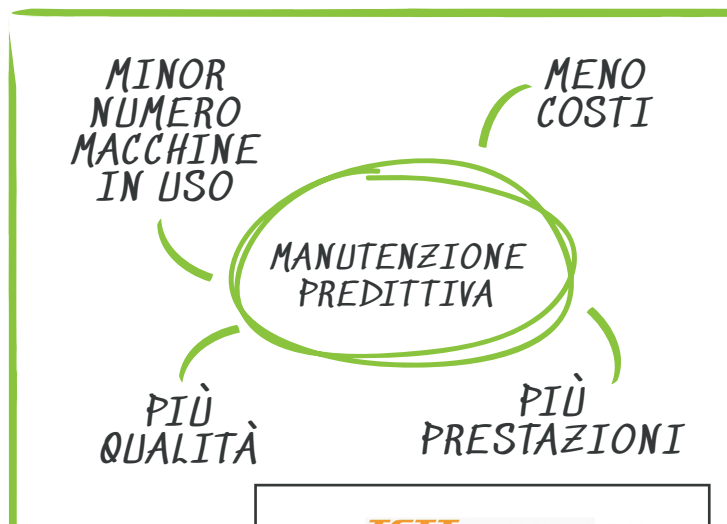 MINOR
NUMERO
MACCHINE
IN USO
MENO
COSTI
MANUTENZIONE
PREDITTIVA
PIÙ
QUALITÀ
PIÙ
PRESTAZIONI